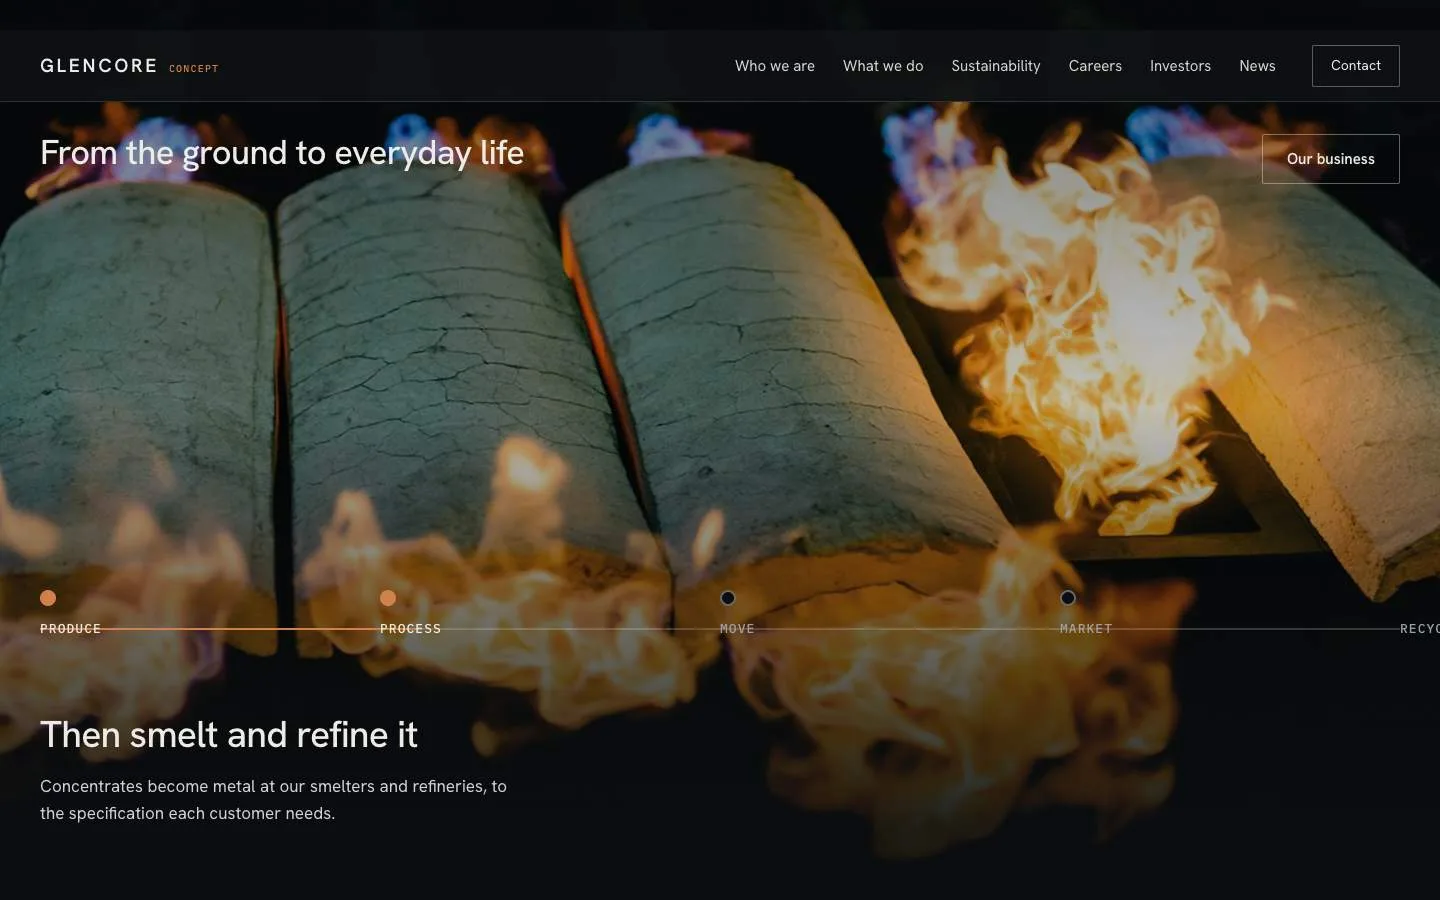 GLENCORE CONCEPT
Who we are What we do Sustainability Careers Investors News Contact
From the ground to everyday life
Our business
PRODUCE PROCESS MOVE MARKET RECYC
Then smelt and refine it
Concentrates become metal at our smelters and refineries, to
the specification each customer needs.